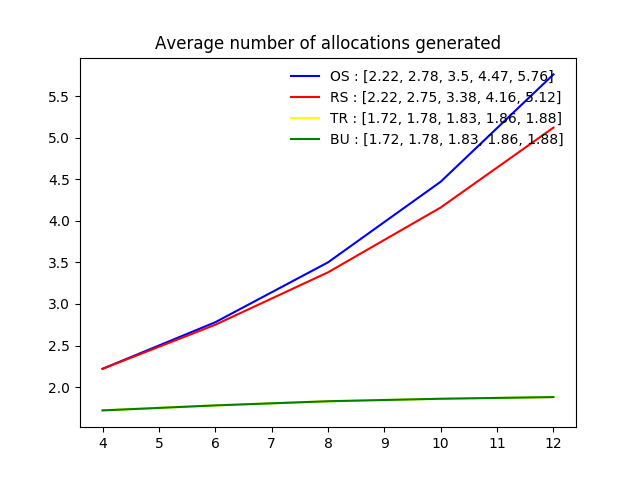 Average number of allocations generated
OS : [2.22, 2.78, 3.5, 4.47, 5.76]
RS : [2.22, 2.75, 3.38, 4.16, 5.12]
TR : [1.72, 1.78, 1.83, 1.86, 1.88]
BU : [1.72, 1.78, 1.83, 1.86, 1.88]
5.5
5.0
4.5
4.0
3.5
3.0
2.5
2.0
4 5 6 7 8 9 10 11 12